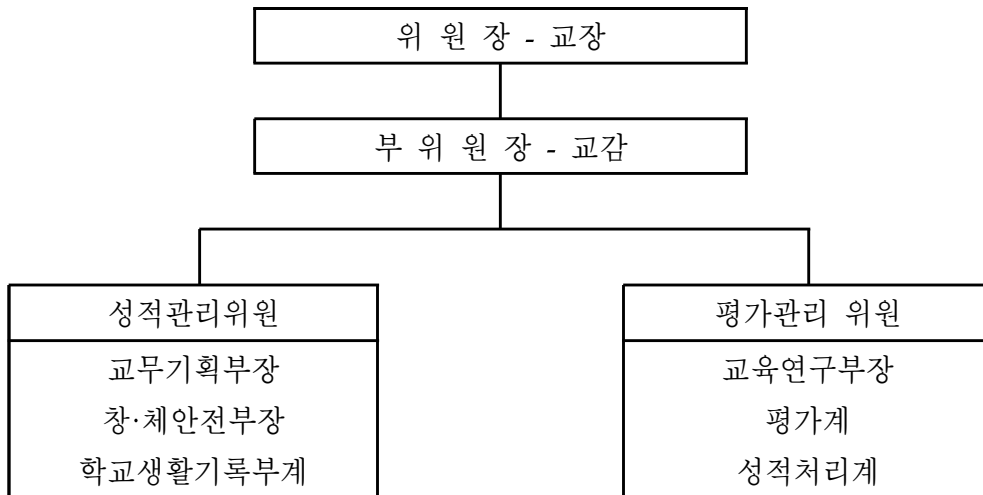 위 원 장 - 교장
부 위 원 장 - 교감
성적관리위원
교무기획부장
창·체안전부장
학교생활기록부계
평가관리 위원
교육연구부장
평가계
성적처리계